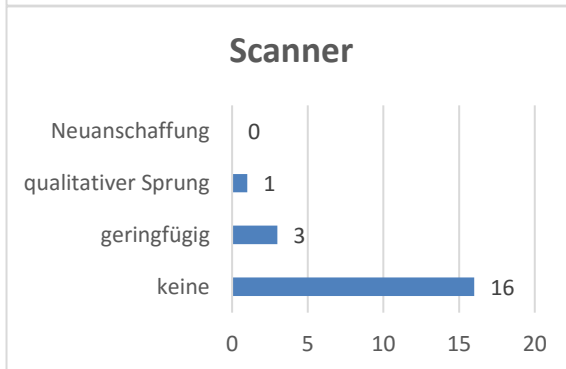 Scanner
Neuanschaffung 0
qualitativer Sprung 1
geringfügig 3
keine 16
0 5 10 15 20